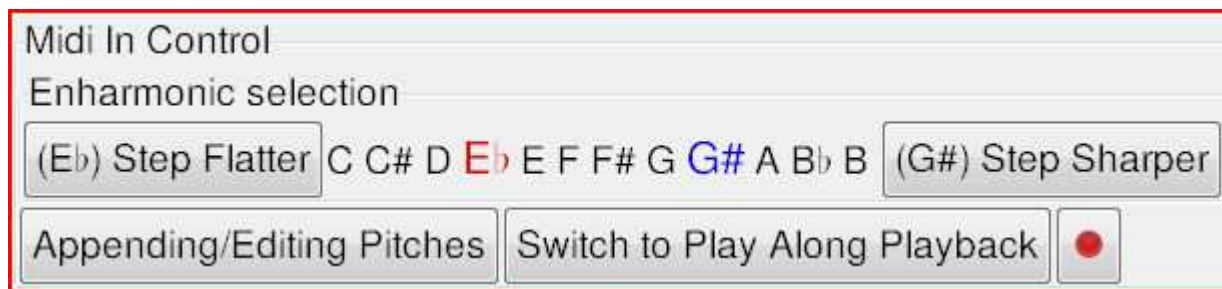 Midi In Control
Enharmonic selection
(E♭) Step Flatter C C# D E♭ E F F# G G# A B♭ B (G#) Step Sharper
Appending/Editing Pitches Switch to Play Along Playback